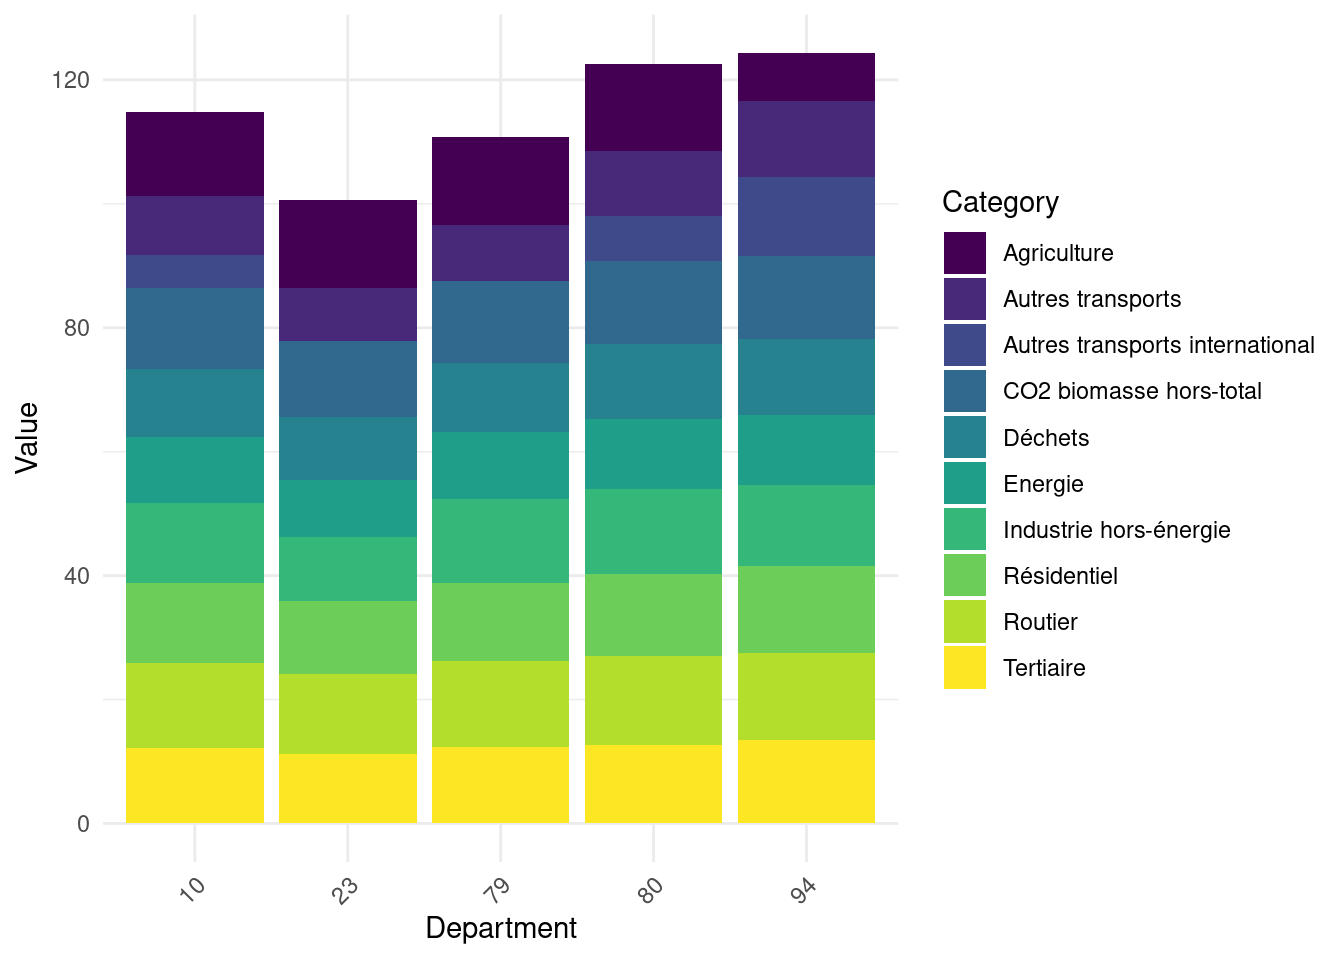 120
80
40
0
Value
10
23
79
80
94
Department
Category
Agriculture
Autres transports
Autres transports international
CO2 biomasse hors-total
Déchets
Energie
Industrie hors-énergie
Résidentiel
Routier
Tertiaire